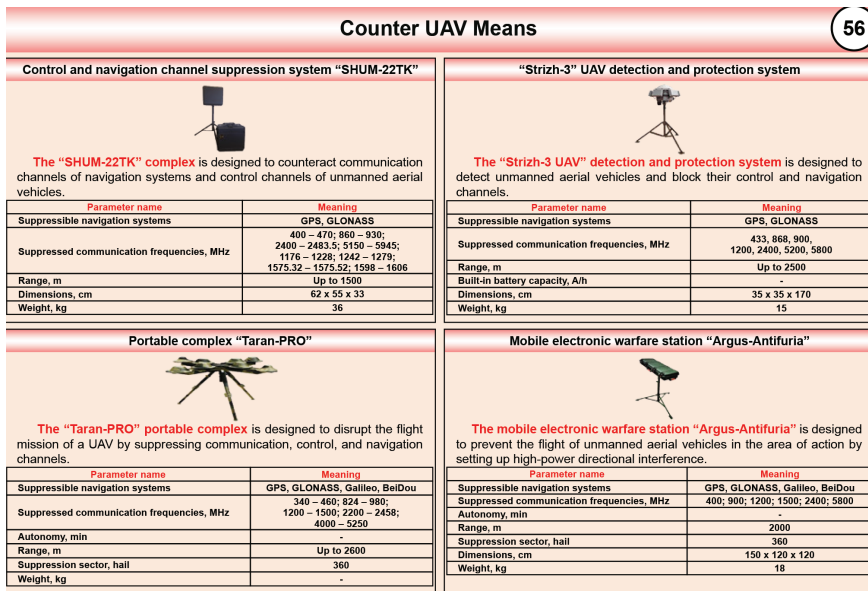 Counter UAV Means
56
Control and navigation channel suppression system “SHUM-22TK”
The “SHUM-22TK” complex is designed to counteract communication
channels of navigation systems and control channels of unmanned aerial
vehicles.
Parameter name Meaning
Suppressible navigation systems GPS, GLONASS
Suppressed communication frequencies, MHz 400 – 470; 860 – 930;
2400 – 2483.5; 5150 – 5945;
1176 – 1228; 1242 – 1279;
1575.32 – 1575.52; 1598 – 1606
Range, m Up to 1500
Dimensions, cm 62 x 55 x 33
Weight, kg 36
“Strizh-3” UAV detection and protection system
The “Strizh-3 UAV” detection and protection system is designed to
detect unmanned aerial vehicles and block their control and navigation
channels.
Parameter name Meaning
Suppressible navigation systems GPS, GLONASS
Suppressed communication frequencies, MHz 433, 868, 900,
1200, 2400, 5200, 5800
Range, m Up to 2500
Built-in battery capacity, A/h -
Dimensions, cm 35 x 35 x 170
Weight, kg 15
Portable complex “Taran-PRO”
The “Taran-PRO” portable complex is designed to disrupt the flight
mission of a UAV by suppressing communication, control, and navigation
channels.
Parameter name Meaning
Suppressible navigation systems GPS, GLONASS, Galileo, BeiDou
Suppressed communication frequencies, MHz 340 – 460; 824 – 980;
1200 – 1500; 2200 – 2458;
4000 – 5250
Autonomy, min -
Range, m Up to 2600
Suppression sector, hail 360
Weight, kg -
Mobile electronic warfare station “Argus-Antifuria”
The mobile electronic warfare station “Argus-Antifuria” is designed
to prevent the flight of unmanned aerial vehicles in the area of action by
setting up high-power directional interference.
Parameter name Meaning
Suppressible navigation systems GPS, GLONASS, Galileo, BeiDou
Suppressed communication frequencies, MHz 400; 900; 1200; 1500; 2400; 5800
Autonomy, min -
Range, m 2000
Suppression sector, hail 360
Dimensions, cm 150 x 120 x 120
Weight, kg 18